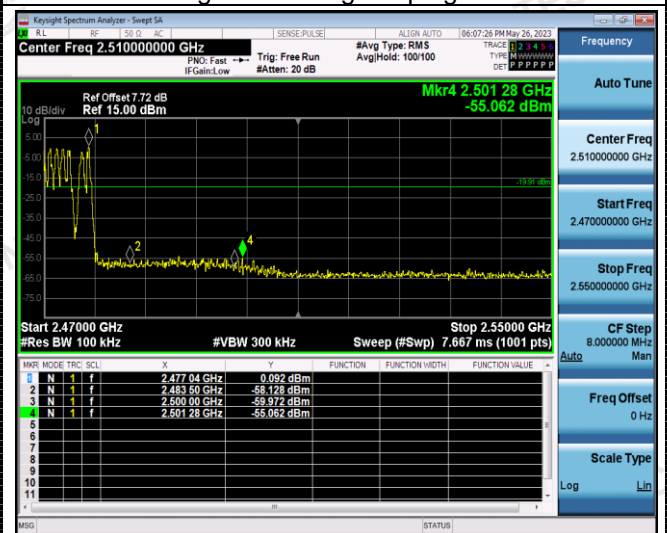 Keysight Spectrum Analyzer - Swept SA
RL RF 50 Ω AC SENSE:PULSE ALIGN AUTO 06:07:26 PM May 26, 2023
Center Freq 2.510000000 GHz #Avg Type: RMS TRACE 1 2 3 4 5 6
PNO: Fast Trig: Free Run Avg|Hold: 100/100 TYPE M WWWWW
IFGain:Low #Atten: 20 dB DET P P P P P P
Frequency
Auto Tune
Mkr4 2.501 28 GHz
-55.062 dBm
Ref Offset 7.72 dB
10 dB/div Ref 15.00 dBm
Log
5.00
-5.00
-15.0
-25.0
-35.0
-45.0
-55.0
-65.0
-75.0
1
2
4
-19.91 dBm
Center Freq
2.510000000 GHz
Start Freq
2.470000000 GHz
Stop Freq
2.550000000 GHz
Start 2.47000 GHz Stop 2.55000 GHz
#Res BW 100 kHz #VBW 300 kHz Sweep (#Swp) 7.667 ms (1001 pts)
CF Step
8.000000 MHz
Auto Man
MKR MODE TRC SCL X Y FUNCTION FUNCTION WIDTH FUNCTION VALUE
1 N 1 f 2.477 04 GHz 0.092 dBm
2 N 1 f 2.483 50 GHz -58.128 dBm
3 N 1 f 2.500 00 GHz -59.972 dBm
4 N 1 f 2.501 28 GHz -55.062 dBm
5
6
7
8
9
10
11
Freq Offset
0 Hz
Scale Type
Log Lin
MSG STATUS